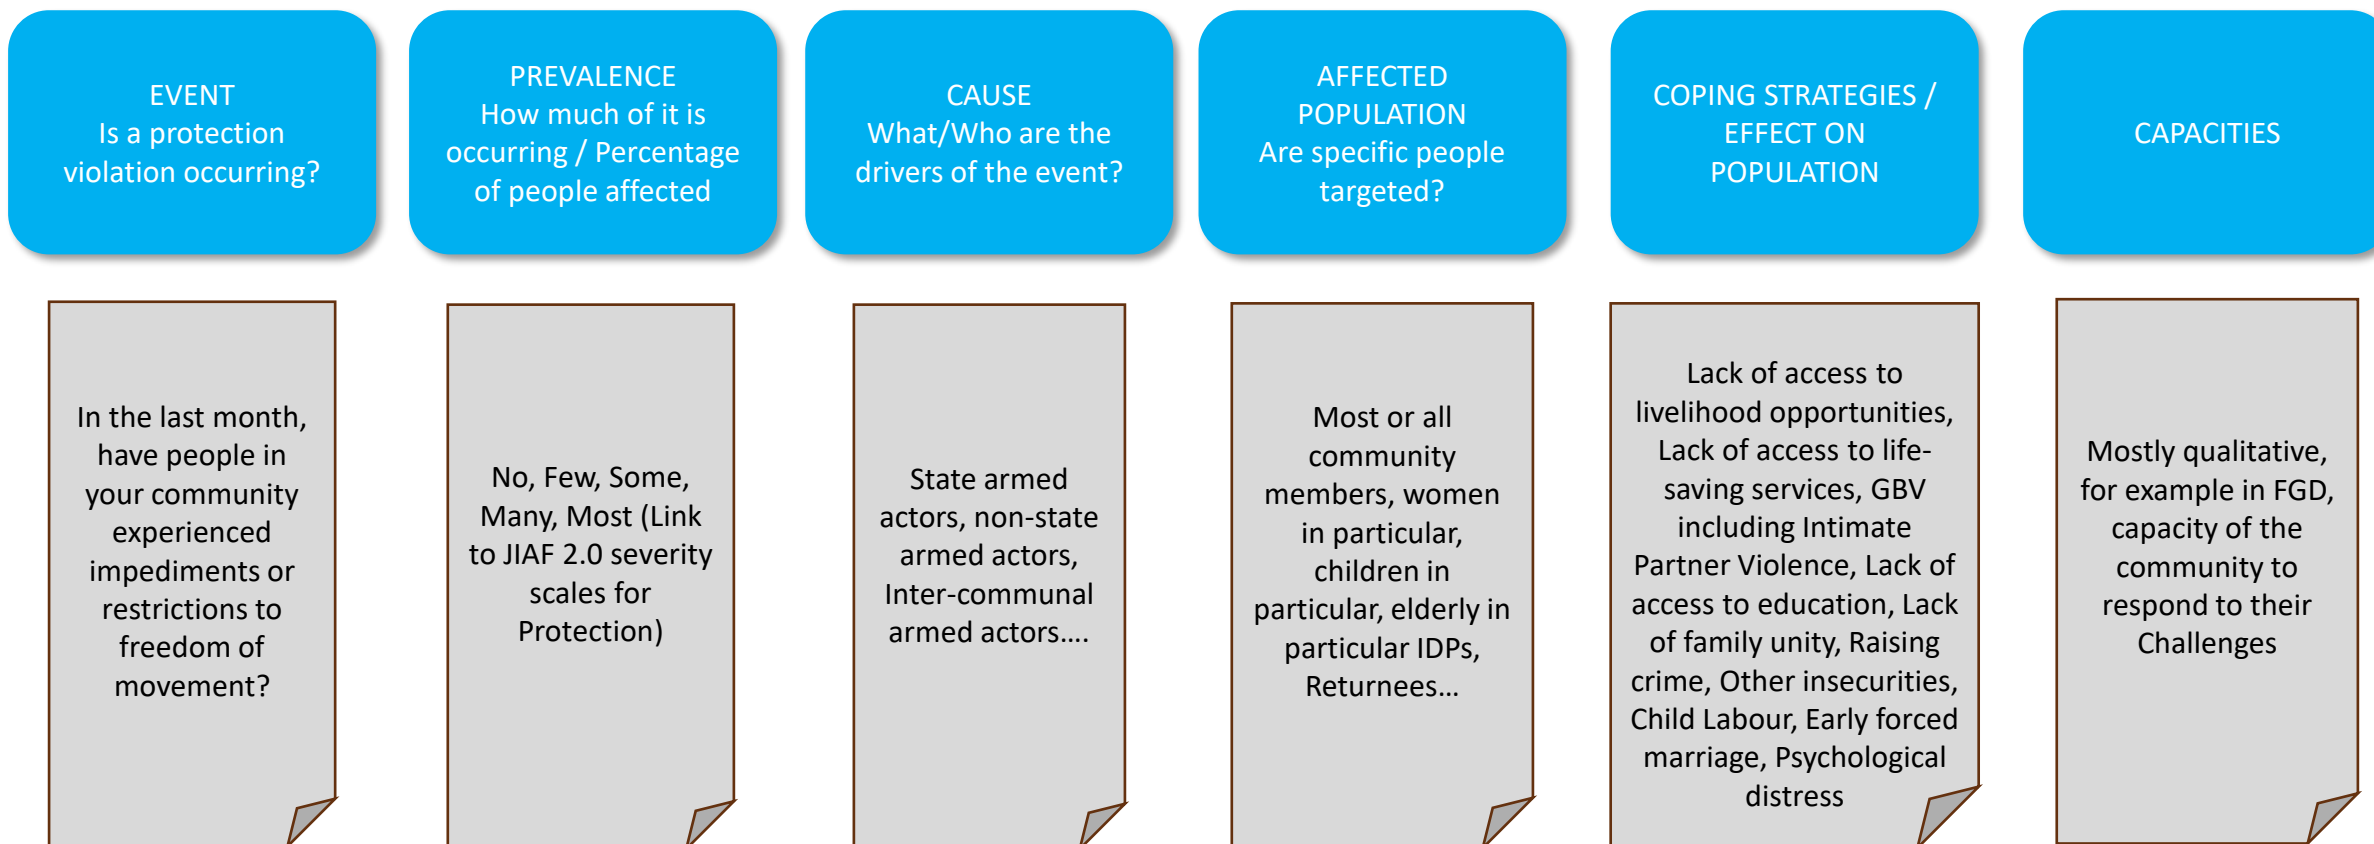 EVENT
Is a protection
violation occurring?
PREVALENCE
How much of it is
occurring / Percentage
of people affected
CAUSE
What/Who are the
drivers of the event?
AFFECTED
POPULATION
Are specific people
targeted?
COPING STRATEGIES /
EFFECT ON
POPULATION
CAPACITIES
In the last month,
have people in
your community
experienced
impediments or
restrictions to
freedom of
movement?
No, Few, Some,
Many, Most (Link
to JIAF 2.0 severity
scales for
Protection)
State armed
actors, non-state
armed actors,
Inter-communal
armed actors....
Most or all
community
members, women
in particular,
children in
particular, elderly in
particular IDPs,
Returnees...
Lack of access to
livelihood opportunities,
Lack of access to life-
saving services, GBV
including Intimate
Partner Violence, Lack of
access to education, Lack
of family unity, Raising
crime, Other insecurities,
Child Labour, Early forced
marriage, Psychological
distress
Mostly qualitative,
for example in FGD,
capacity of the
community to
respond to their
Challenges